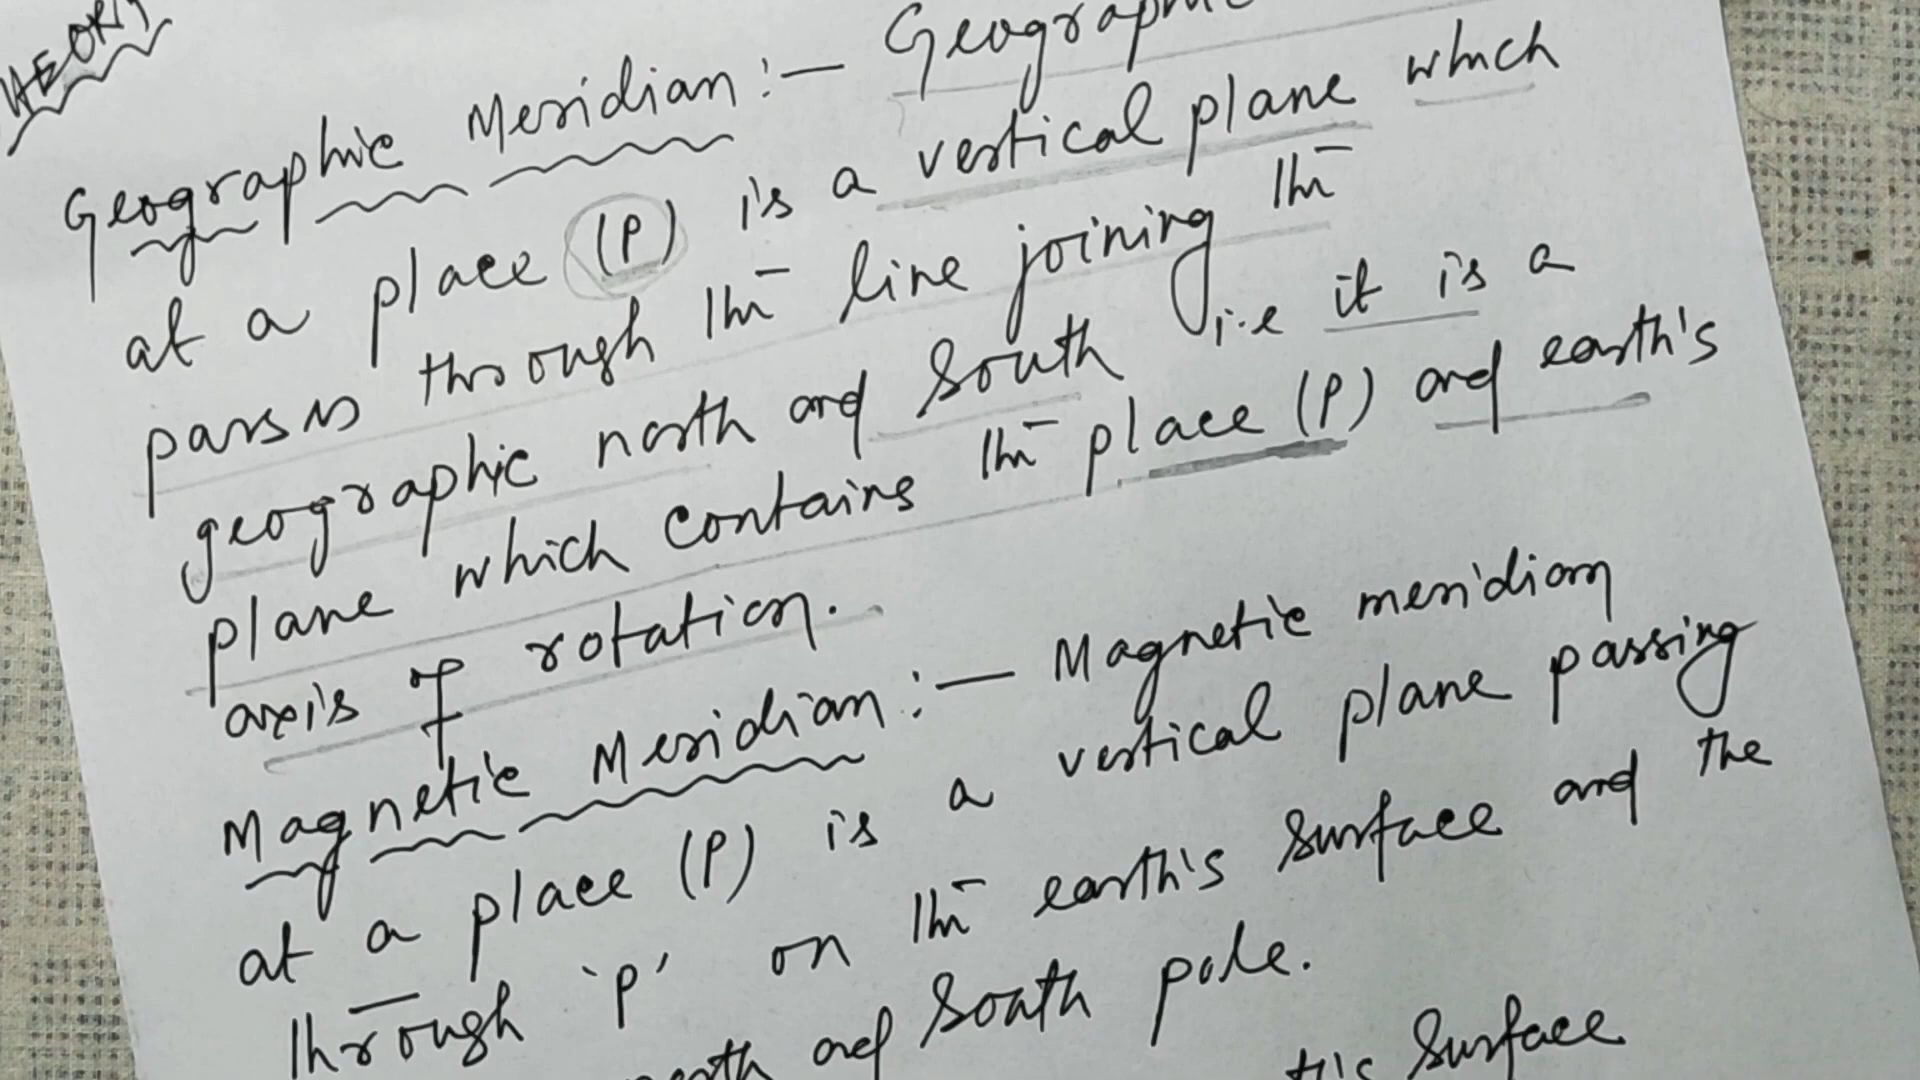 THEORY
Geographic Meridian :— Geographic
at a place (P) is a vertical plane which
passes through the line joining the
geographic north and South i.e it is a
plane which contains the place (P) and earth's
axis of rotation.
Magnetic Meridian :— Magnetic meridian
at a place (P) is a vertical plane passing
through 'P' on the earth's surface and the
north and South pole.
surface